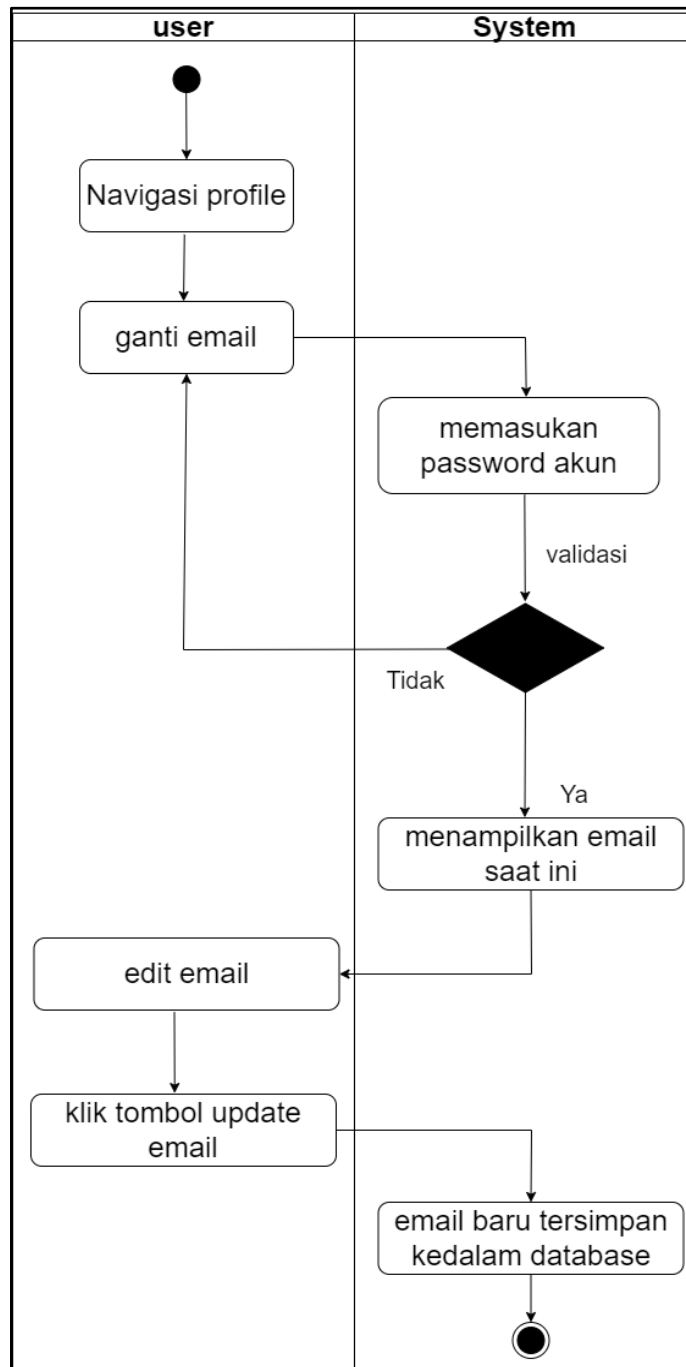 user
System
Navigasi profile
ganti email
memasukan
password akun
validasi
Tidak
Ya
menampilkan email
saat ini
edit email
klik tombol update
email
email baru tersimpan
kedalam database